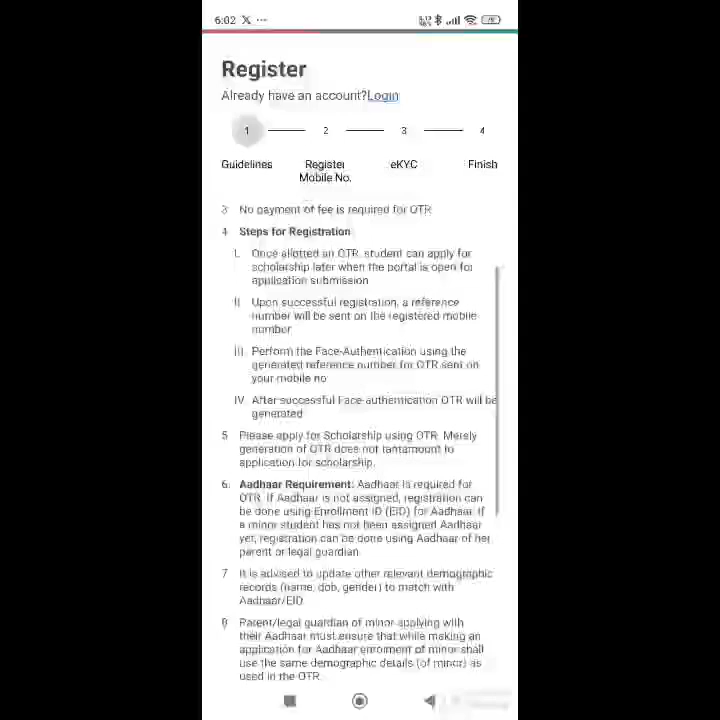 6:02 X ...
Register
Already have an account?Login
1 2 3 4
Guidelines Register eKYC Finish
Mobile No.
3 No payment of fee is required for OTR
4 Steps for Registration
I. Once allotted an OTR, student can apply for
scholarship later when the portal is open for
application submission
II Upon successful registration, a reference
number will be sent on the registered mobile
number
III Perform the Face-Authentication using the
generated reference number for OTR sent on
your mobile no
IV After successful Face-authentication OTR will be
generated
5 Please apply for Scholarship using OTR. Merely
generation of OTR does not tantamount to
application for scholarship.
6. Aadhaar Requirement: Aadhaar is required for
OTR. If Aadhaar is not assigned, registration can
be done using Enrollment ID (EID) for Aadhaar. If
a minor student has not been assigned Aadhaar
yet, registration can be done using Aadhaar of her
parent or legal guardian
7 It is advised to update other relevant demographic
records (name, dob, gender) to match with
Aadhaar/EID
8 Parent/legal guardian of minor applying with
their Aadhaar must ensure that while making an
application for Aadhaar enrolment of minor shall
use the same demographic details (of minor) as
used in the OTR.